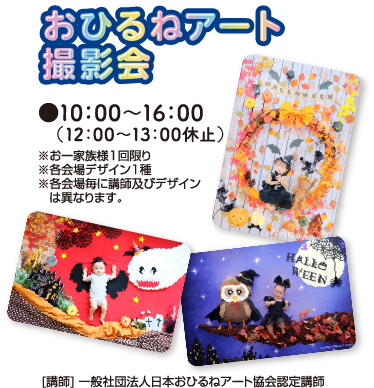 おひるねアート
撮影会
●10:00〜16:00
（12:00〜13:00休止）
※お一家族様1回限り
※各会場デザイン1種
※各会場毎に講師及びデザイン
は異なります。
HALLOWEEN
HALLO
WEEN
[講師] 一般社団法人日本おひるねアート協会認定講師